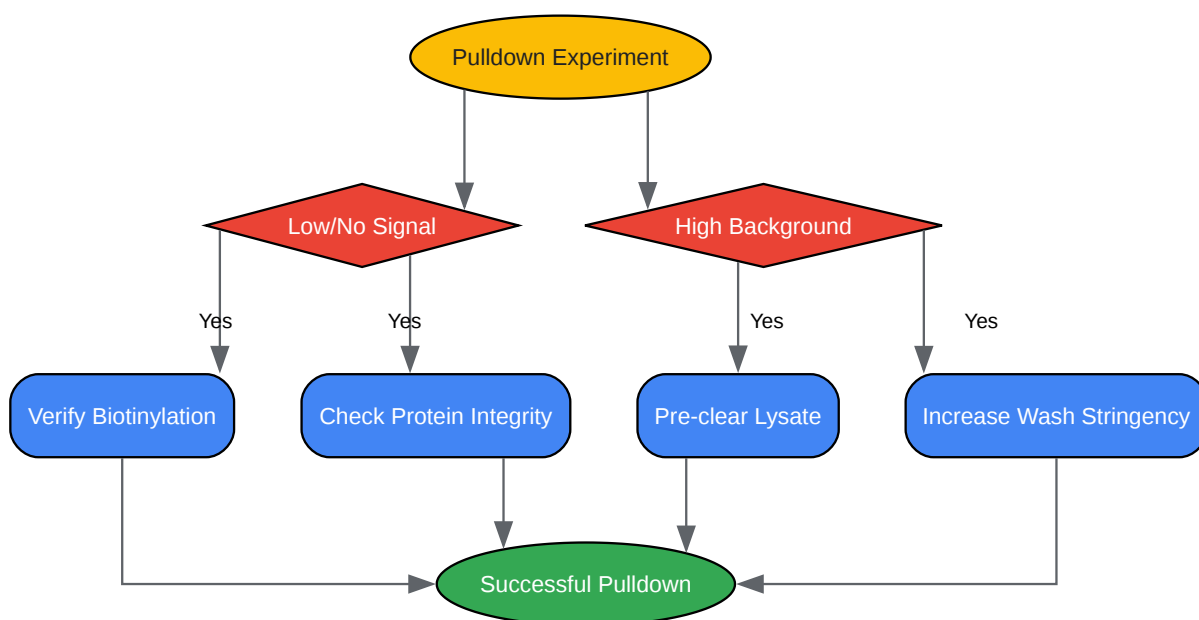 Pulldown Experiment
Low/No Signal
High Background
Yes
Yes
Yes
Yes
Verify Biotinylation
Check Protein Integrity
Pre-clear Lysate
Increase Wash Stringency
Successful Pulldown